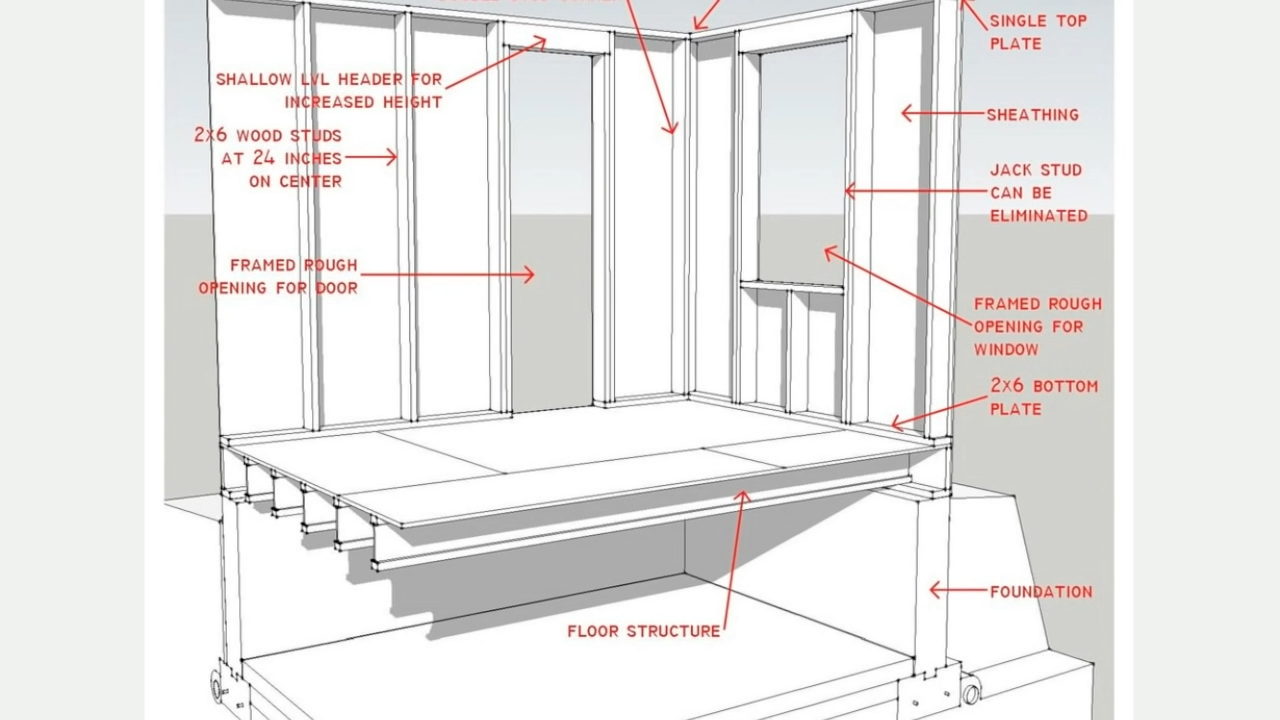 SINGLE TOP
PLATE
SHALLOW LVL HEADER FOR
INCREASED HEIGHT
SHEATHING
2X6 WOOD STUDS
AT 24 INCHES
ON CENTER
JACK STUD
CAN BE
ELIMINATED
FRAMED ROUGH
OPENING FOR DOOR
FRAMED ROUGH
OPENING FOR
WINDOW
2X6 BOTTOM
PLATE
FOUNDATION
FLOOR STRUCTURE